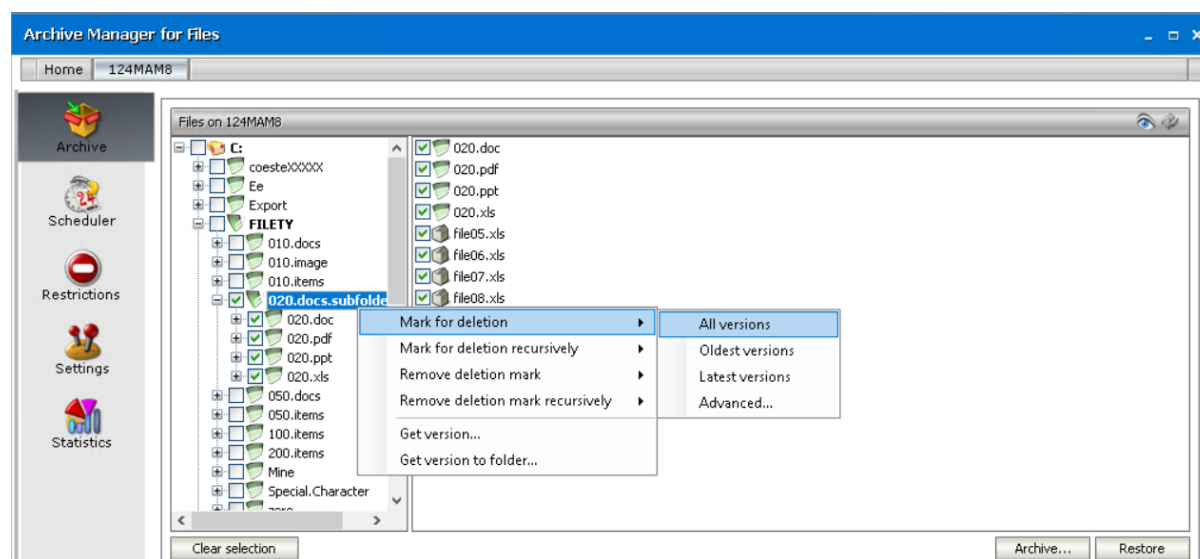 Archive Manager for Files
Home 124MAM8
Archive
Scheduler
Restrictions
Settings
Statistics
Files on 124MAM8
C:
coesteXXXXX
Ee
Export
FILETY
010.docs
010.image
010.items
020.docs.subfolde
020.doc
020.pdf
020.ppt
020.xls
050.docs
050.items
100.items
200.items
Mine
Special.Character
020.doc
020.pdf
020.ppt
020.xls
file05.xls
file06.xls
file07.xls
file08.xls
Mark for deletion
Mark for deletion recursively
Remove deletion mark
Remove deletion mark recursively
Get version...
Get version to folder...
All versions
Oldest versions
Latest versions
Advanced...
Clear selection
Archive...
Restore